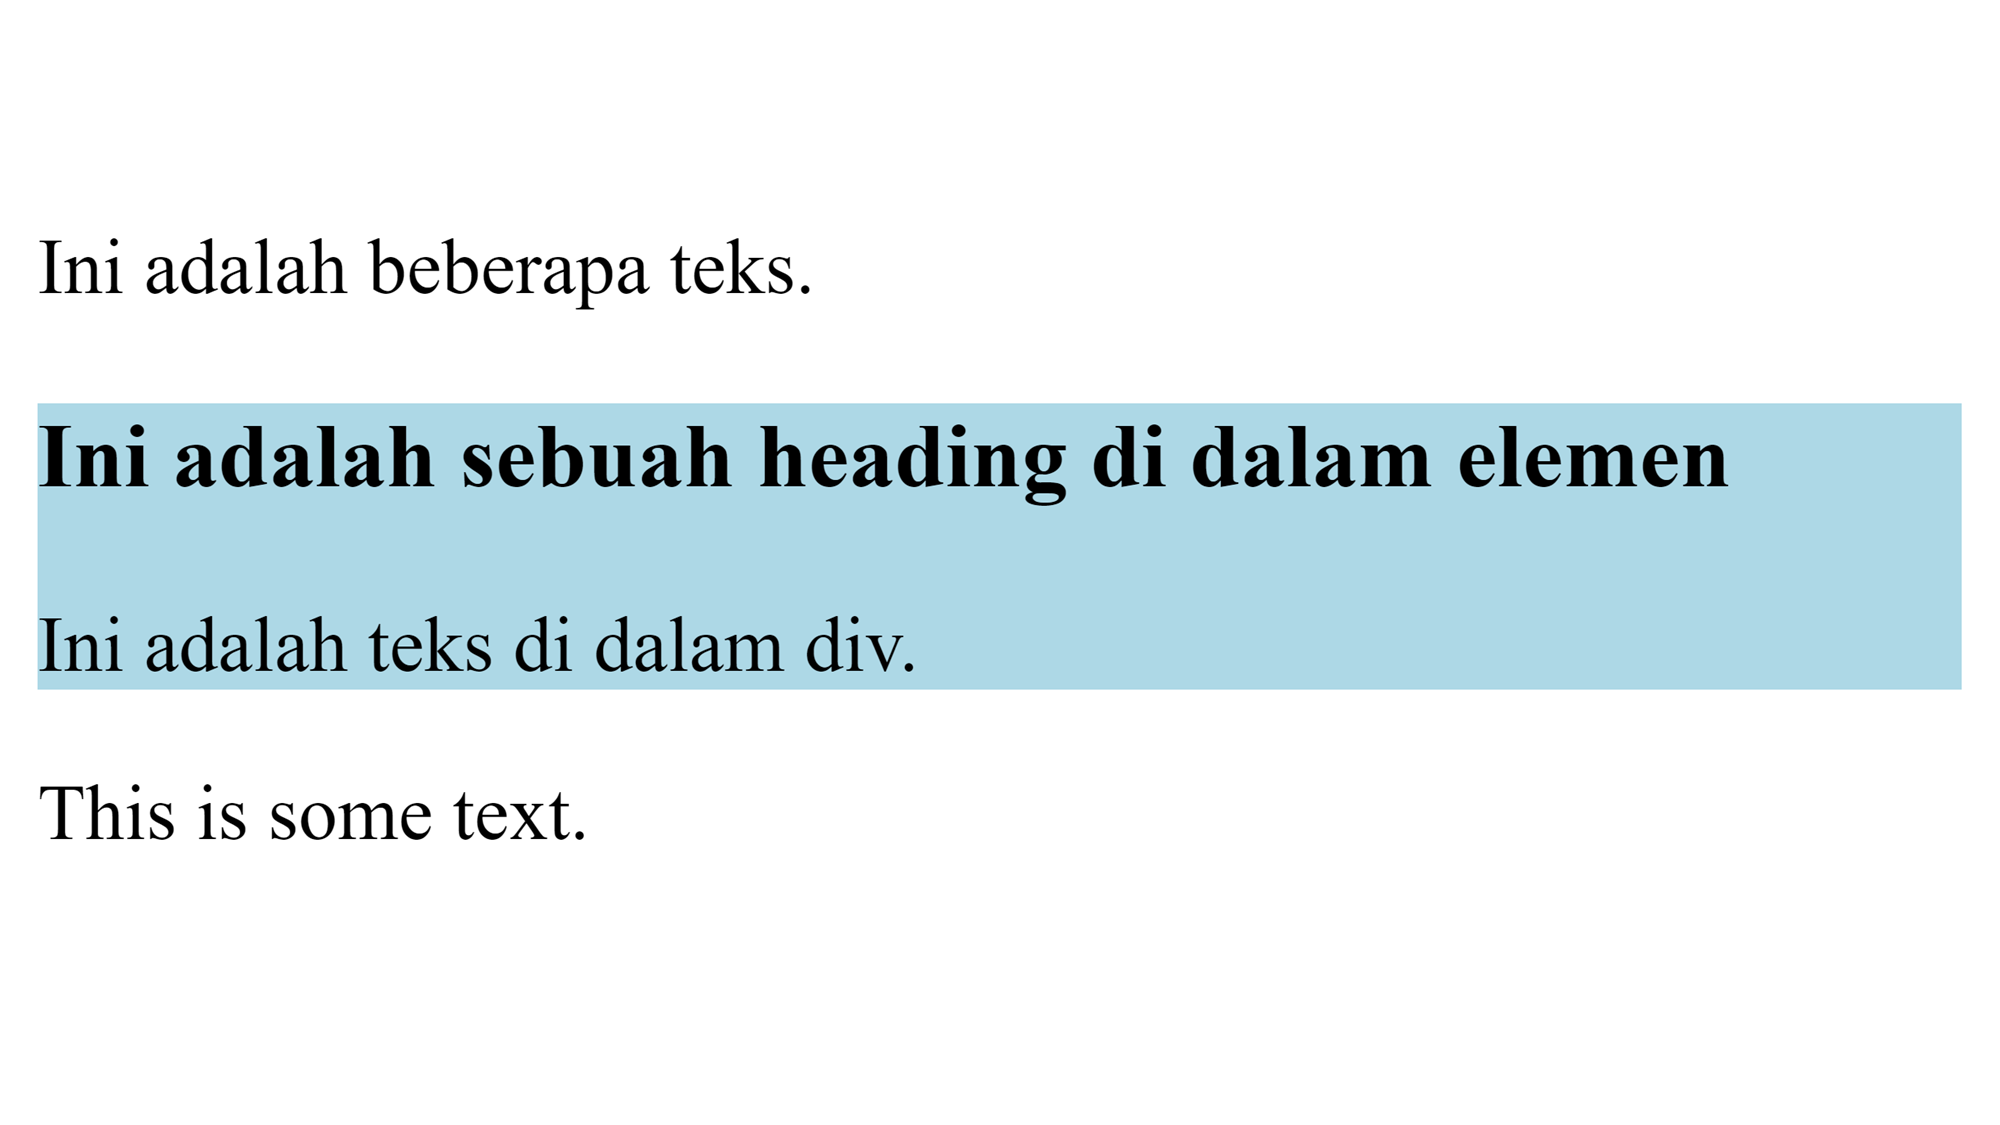 Ini adalah beberapa teks.
Ini adalah sebuah heading di dalam elemen
Ini adalah teks di dalam div.
This is some text.